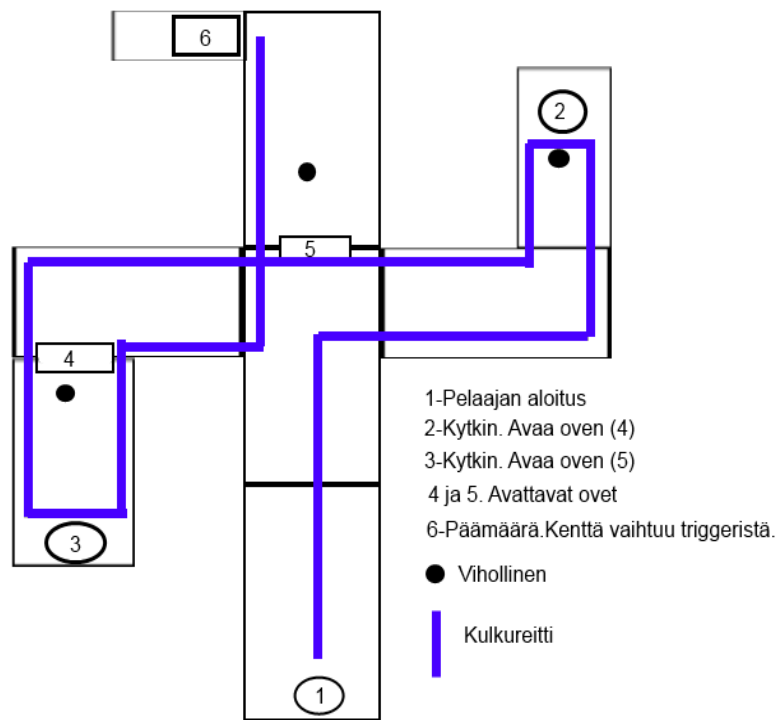 6
2
5
4
3
1
1-Pelaajan aloitus
2-Kytkin. Avaa oven (4)
3-Kytkin. Avaa oven (5)
4 ja 5. Avattavat ovet
6-Päämäärä.Kenttä vaihtuu triggeristä.
Vihollinen
Kulkureitti